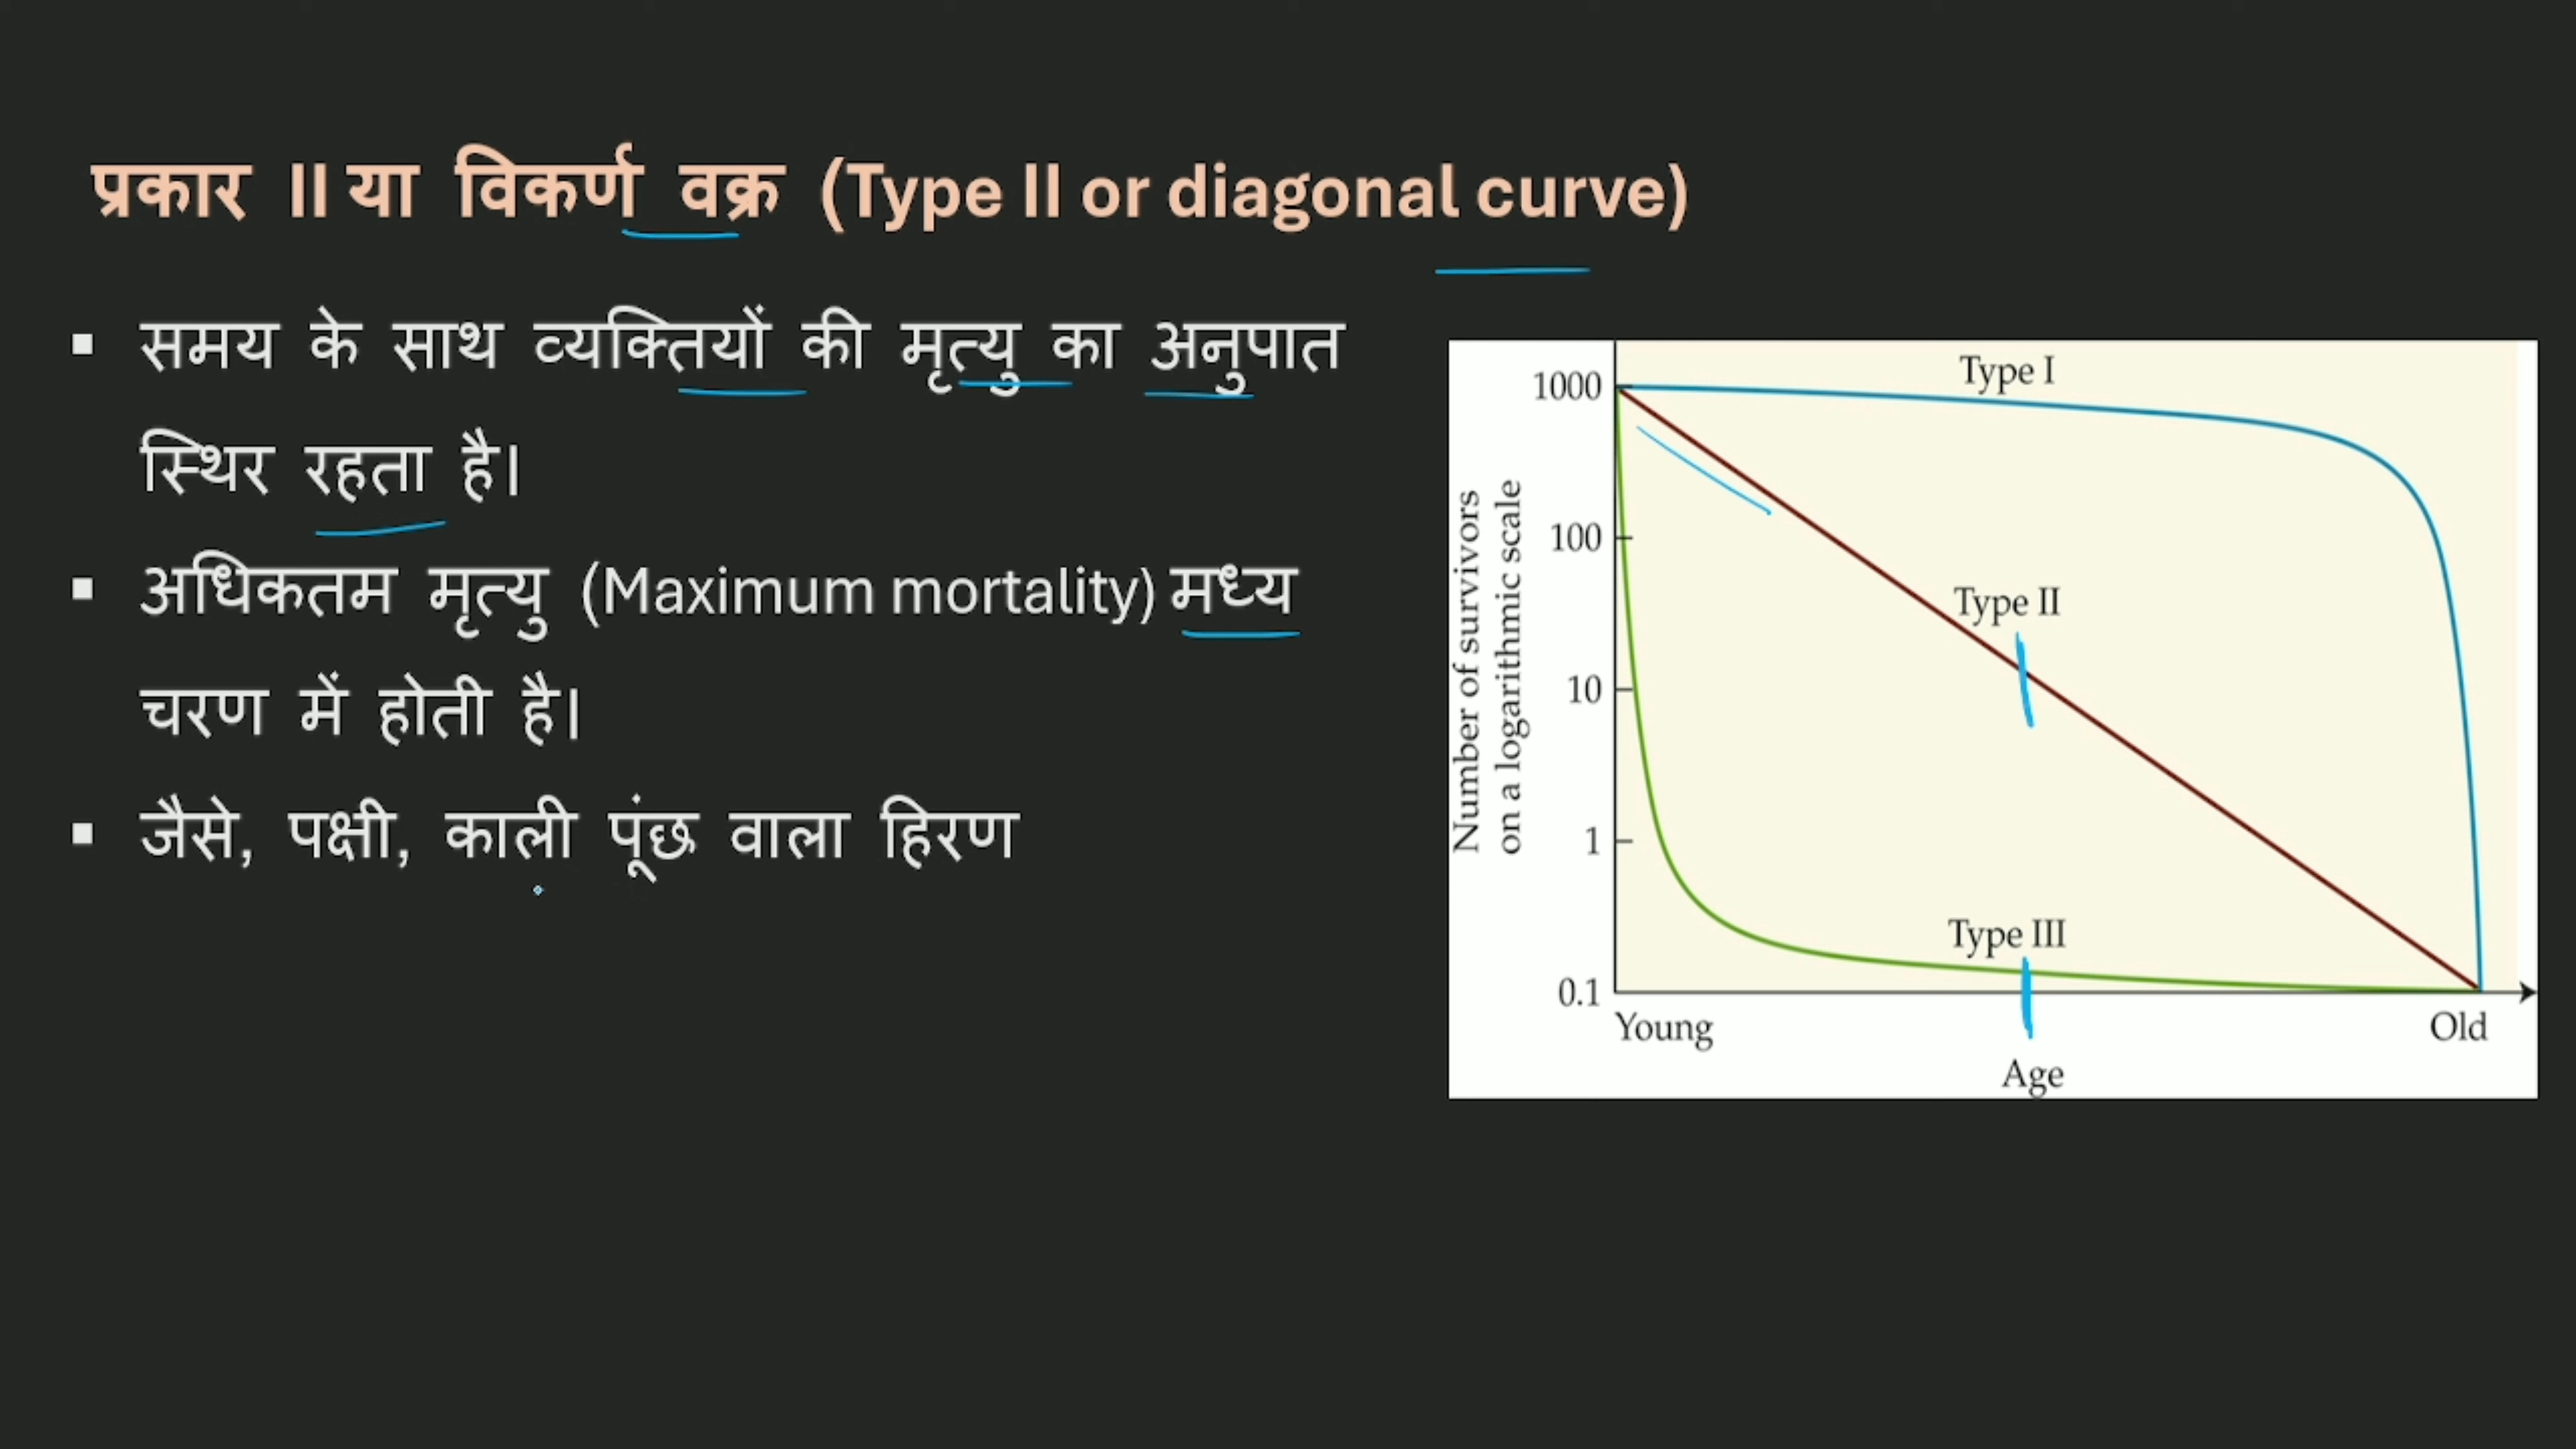 प्रकार II या विकर्ण वक्र (Type II or diagonal curve)
▪ समय के साथ व्यक्तियों की मृत्यु का अनुपात
स्थिर रहता है।
▪ अधिकतम मृत्यु (Maximum mortality) मध्य
चरण में होती है।
▪ जैसे, पक्षी, काली पूंछ वाला हिरण
Number of survivors
on a logarithmic scale
1000
100
10
1
0.1
Type I
Type II
Type III
Young
Old
Age